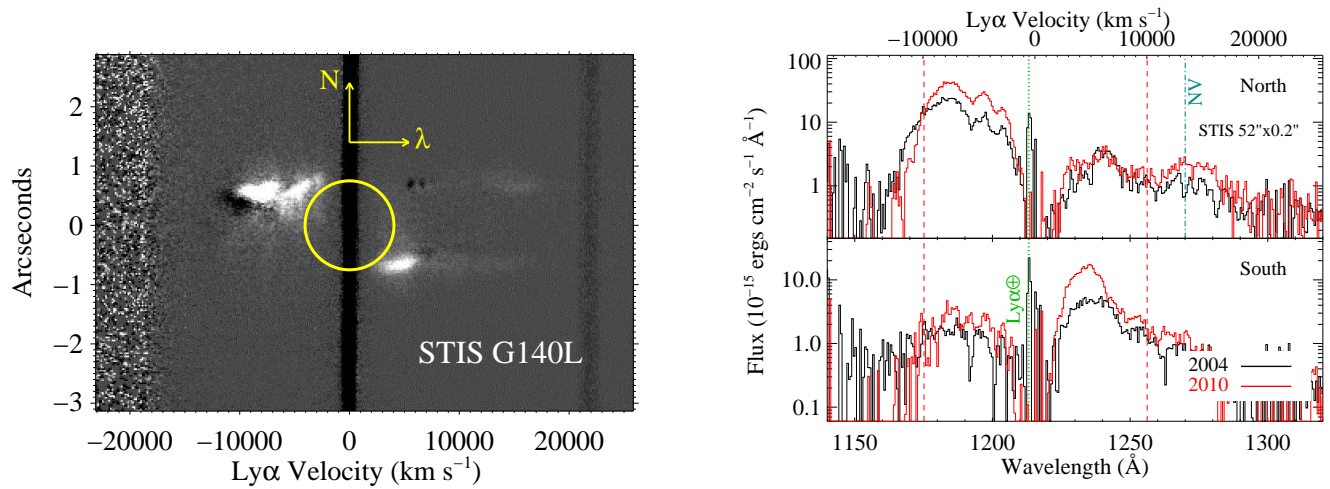 N
λ
STIS G140L
2
1
0
−1
−2
−3
Arcseconds
−20000 −10000 0 10000 20000
Lyα Velocity (km s⁻¹)
Lyα Velocity (km s⁻¹)
−10000 0 10000 20000
100
10
1
North
STIS 52"x0.2"
NV
10.0
1.0
0.1
South
Lyα⊕
2004
2010
Flux (10⁻¹⁵ ergs cm⁻² s⁻¹ Å⁻¹)
1150 1200 1250 1300
Wavelength (Å)